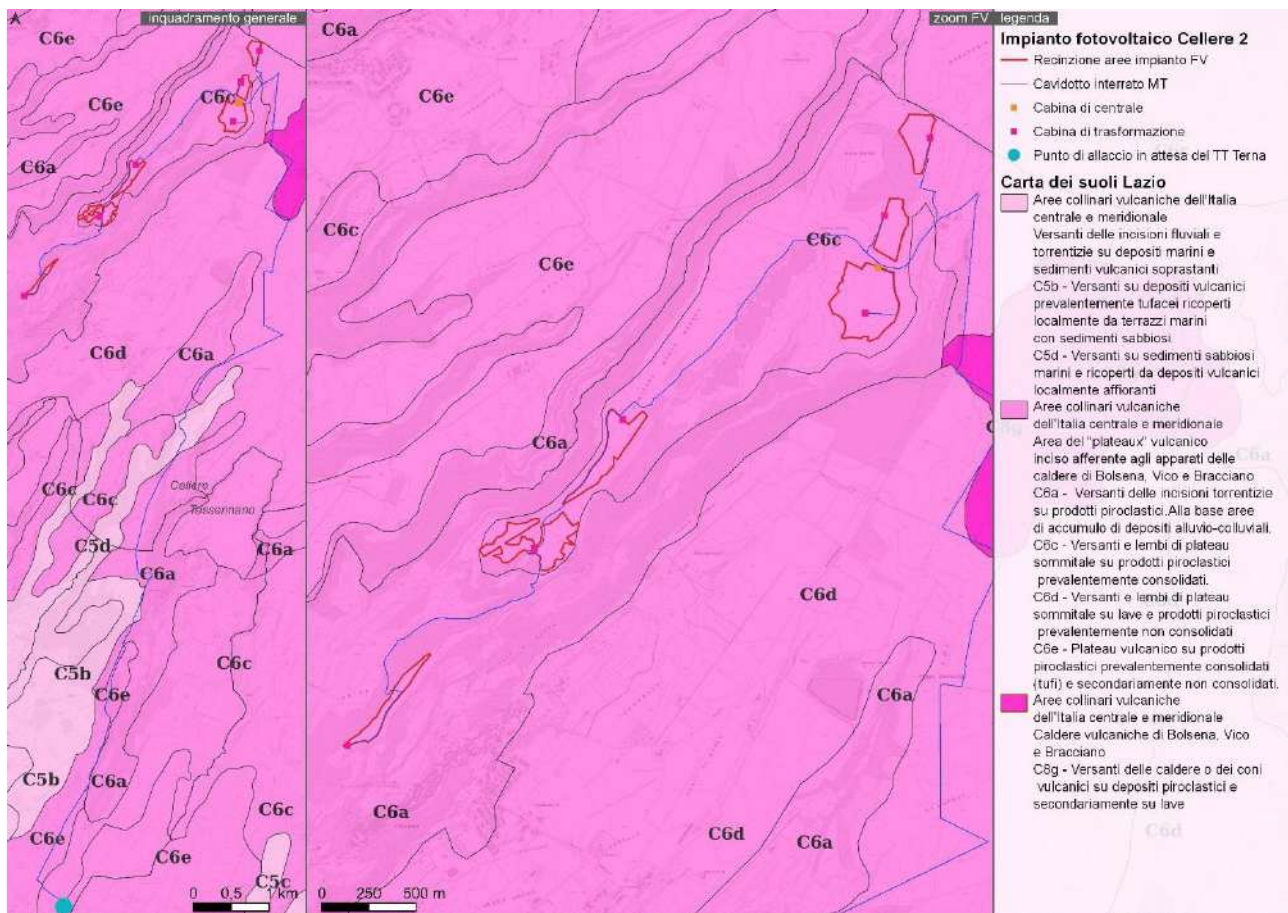 inquadramento generale
C6a
C6e
C6e
C6c
C6a
C6d
C6a
C6c
C6c
Cellere
Tessennano
C5d
C6a
C6a
C5b
C6e
C6c
C5b
C6a
C6c
C6e
C6e
C5c
0 0,5 1 km
zoom FV
C6a
C6e
C6c
C6e
C6c
C6a
C6d
C6a
C6a
C6d
C6a
0 250 500 m
legenda
Impianto fotovoltaico Cellere 2
Recinzione aree impianto FV
Cavidotto interrato MT
Cabina di centrale
Cabina di trasformazione
Punto di allaccio in attesa del TT Terna
Carta dei suoli Lazio
Aree collinari vulcaniche dell'Italia
centrale e meridionale
Versanti delle incisioni fluviali e
torrentizie su depositi marini e
sedimenti vulcanici soprastanti
C5b - Versanti su depositi vulcanici
prevalentemente tufacei ricoperti
localmente da terrazzi marini
con sedimenti sabbiosi.
C5d - Versanti su sedimenti sabbiosi
marini e ricoperti da depositi vulcanici
localmente affioranti
Aree collinari vulcaniche
dell'Italia centrale e meridionale
Area del "plateaux" vulcanico
inciso afferente agli apparati delle
caldere di Bolsena, Vico e Bracciano
C6a - Versanti delle incisioni torrentizie
su prodotti piroclastici.Alla base aree
di accumulo di depositi alluvio-colluviali.
C6c - Versanti e lembi di plateau
sommitale su prodotti piroclastici
prevalentemente consolidati.
C6d - Versanti e lembi di plateau
sommitale su lave e prodotti piroclastici
prevalentemente non consolidati
C6e - Plateau vulcanico su prodotti
piroclastici prevalentemente consolidati
(tufi) e secondariamente non consolidati.
Aree collinari vulcaniche
dell'Italia centrale e meridionale
Caldere vulcaniche di Bolsena, Vico
e Bracciano
C8g - Versanti delle caldere o dei coni
vulcanici su depositi piroclastici e
secondariamente su lave
C6a
C6d